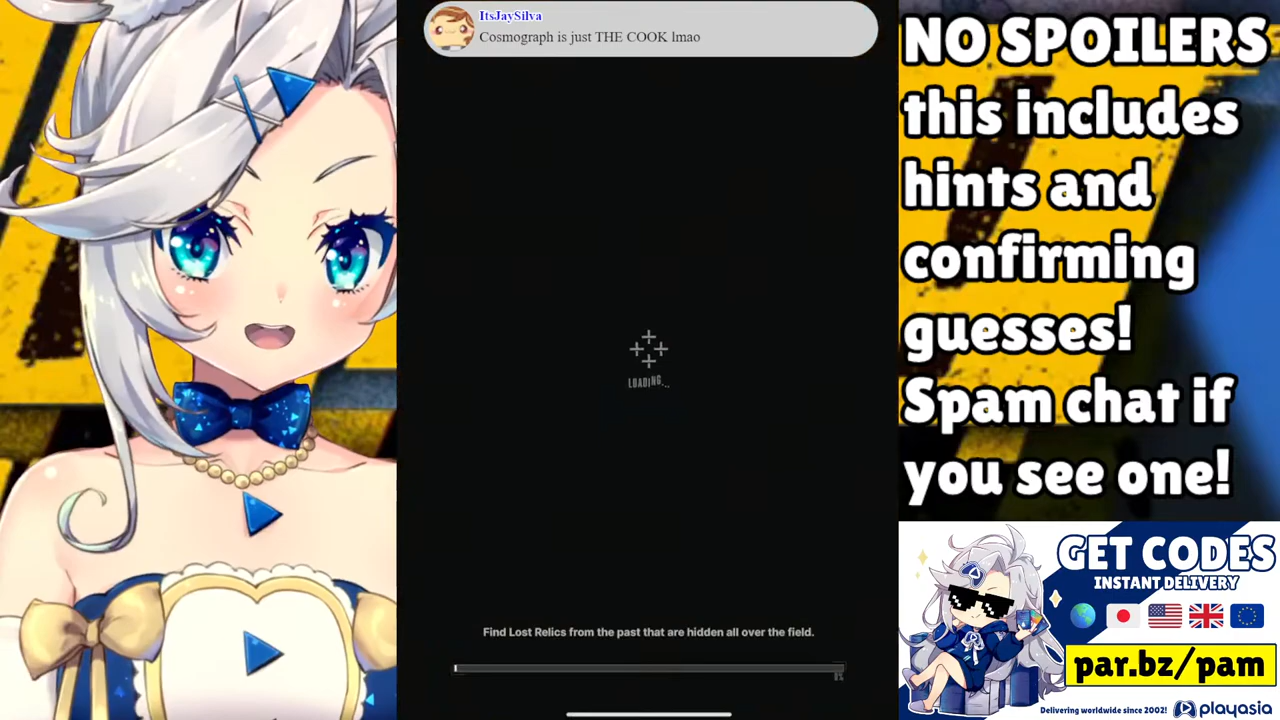 ItsJaySilva
Cosmograph is just THE COOK lmao
LOADING...
Find Lost Relics from the past that are hidden all over the field.
NO SPOILERS
this includes
hints and
confirming
guesses!
Spam chat if
you see one!
GET CODES
INSTANT DELIVERY
par.bz/pam
Delivering worldwide since 2002!
playasia